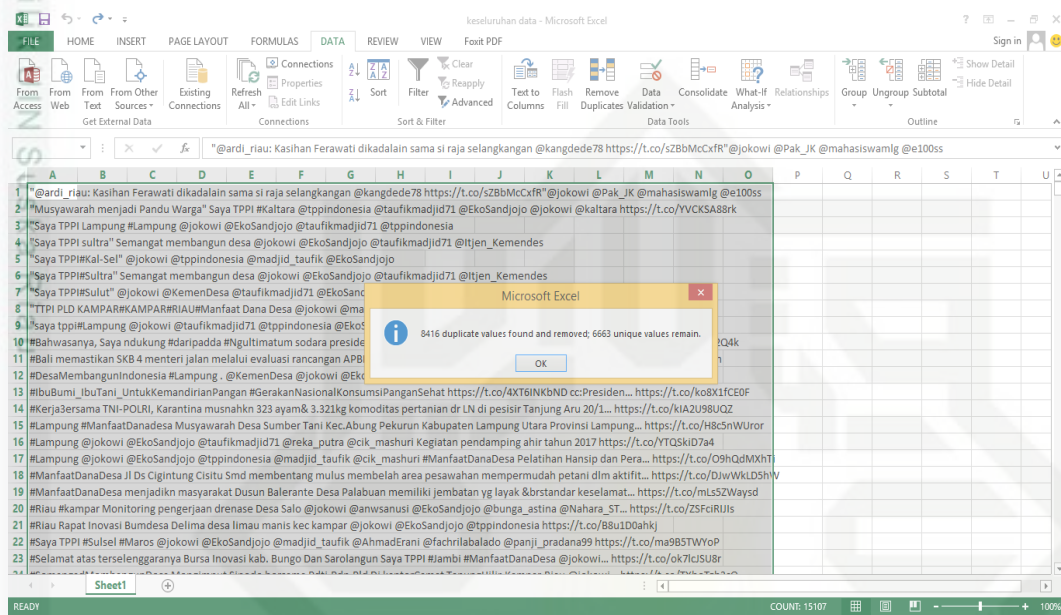 keseluruhan data - Microsoft Excel
FILE HOME INSERT PAGE LAYOUT FORMULAS DATA REVIEW VIEW Foxit PDF Sign in
Connections Clear Show Detail
Properties Reapply Hide Detail
Edit Links Advanced
From Access From Web From Text From Other Sources Existing Connections Refresh All Sort Filter Text to Columns Flash Fill Remove Duplicates Data Validation Consolidate What-If Analysis Relationships Group Ungroup Subtotal
Get External Data Connections Sort & Filter Data Tools Outline
"@ardi_riau: Kasihan Ferawati dikadalain sama si raja selangkangan @kangdede78 https://t.co/sZBbMcCxfR"@jokowi @Pak_JK @mahasiswamlg @e100ss
A B C D E F G H I J K L M N O P Q R S T U
1 "@ardi_riau: Kasihan Ferawati dikadalain sama si raja selangkangan @kangdede78 https://t.co/sZBbMcCxfR"@jokowi @Pak_JK @mahasiswamlg @e100ss
2 "Musyawarah menjadi Pandu Warga" Saya TPPI #Kaltara @tppindonesia @taufikmadjid71 @EkoSandjojo @jokowi @kaltara https://t.co/YVCKSA88rk
3 "Saya TPPI Lampung #Lampung @jokowi @EkoSandjojo @taufikmadjid71 @tppindonesia
4 "Saya TPPI sultra" Semangat membangun desa @jokowi @EkoSandjojo @taufikmadjid71 @Itjen_Kemendes
5 "Saya TPPI#Kal-Sel" @jokowi @tppindonesia @madjid_taufik @EkoSandjojo
6 "Saya TPPI#Sultra" Semangat membangun desa @jokowi @EkoSandjojo @taufikmadjid71 @Itjen_Kemendes
7 "Saya TPPI#Sulut" @jokowi @KemenDesa @taufikmadjid71 @EkoSand
8 "TTPI PLD KAMPAR#KAMPAR#RIAU#Manfaat Dana Desa @jokowi @ma
9 "saya tppi#Lampung @jokowi @taufikmadjid71 @tppindonesia @EkoS
10 #Bahwasanya, Saya ndukung #daripadda #Ngultimatum sodara preside 2Q4k
11 #Bali memastikan SKB 4 menteri jalan melalui evaluasi rancangan APBI
12 #DesaMembangunIndonesia #Lampung . @KemenDesa @jokowi @Eko
Microsoft Excel
8416 duplicate values found and removed; 6663 unique values remain.
OK
13 #IbuBumi_IbuTani_UntukKemandirianPangan #GerakanNasionalKonsumsiPanganSehat https://t.co/4XT6INKbND cc:Presiden... https://t.co/ko8X1fCE0F
14 #Kerja3ersama TNI-POLRI, Karantina musnahkn 323 ayam& 3.321kg komoditas pertanian dr LN di pesisir Tanjung Aru 20/1... https://t.co/kIA2U98UQZ
15 #Lampung #ManfaatDanadesa Musyawarah Desa Sumber Tani Kec.Abung Pekurun Kabupaten Lampung Utara Provinsi Lampung... https://t.co/H8c5nWUror
16 #Lampung @jokowi @EkoSandjojo @taufikmadjid71 @reka_putra @cik_mashuri Kegiatan pendamping ahir tahun 2017 https://t.co/YTQSkiD7a4
17 #Lampung @jokowi @EkoSandjojo @tppindonesia @madjid_taufik @cik_mashuri #ManfaatDanaDesa Pelatihan Hansip dan Pera... https://t.co/O9hQdMXhTi
18 #ManfaatDanaDesa Jl Ds Cigintung Cisitu Smd membentang mulus membelah area pesawahan mempermudah petani dlm aktifit... https://t.co/DJwWkLD5hW
19 #ManfaatDanaDesa menjadikn masyarakat Dusun Balerante Desa Palabuan memiliki jembatan yg layak &brstandar keselamat... https://t.co/mLs5ZWaysd
20 #Riau #kampar Monitoring pengerjaan drenase Desa Salo @jokowi @anwsanusi @EkoSandjojo @bunga_astina @Nahara_ST... https://t.co/ZSFciRIJIs
21 #Riau Rapat Inovasi Bumdesa Delima desa limau manis kec kampar @jokowi @EkoSandjojo @tppindonesia https://t.co/B8u1D0ahkj
22 #Saya TPPI #Sulsel #Maros @jokowi @EkoSandjojo @madjid_taufik @AhmadErani @fachrilabalado @panji_pradana99 https://t.co/ma9B5TWYoP
23 #Selamat atas terselenggaranya Bursa Inovasi kab. Bungo Dan Sarolangun Saya TPPI #Jambi #ManfaatDanaDesa @jokowi... https://t.co/ok7lcJSU8r
Sheet1
READY COUNT: 15107 100%